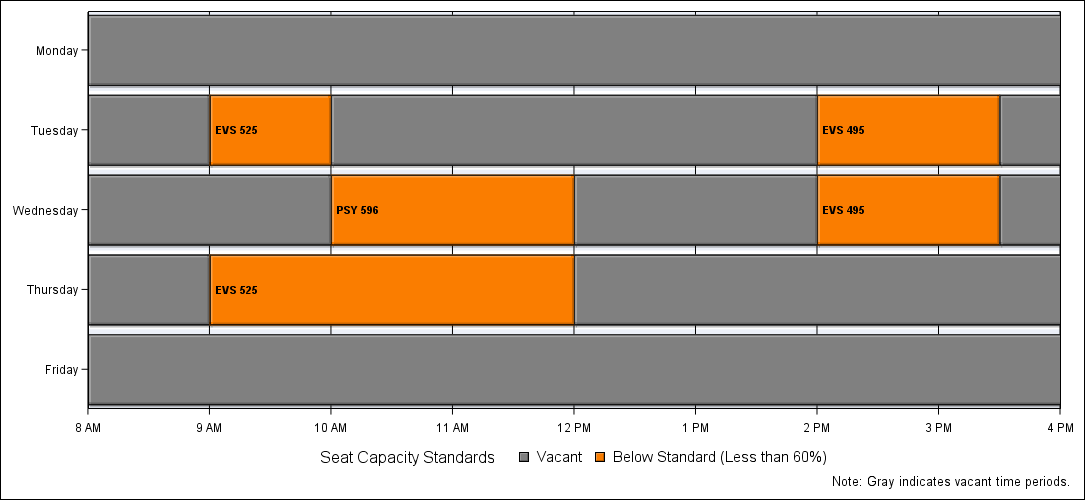 Monday
Tuesday
EVS 525
EVS 495
Wednesday
PSY 596
EVS 495
Thursday
EVS 525
Friday
8 AM 9 AM 10 AM 11 AM 12 PM 1 PM 2 PM 3 PM 4 PM
Seat Capacity Standards Vacant Below Standard (Less than 60%)
Note: Gray indicates vacant time periods.